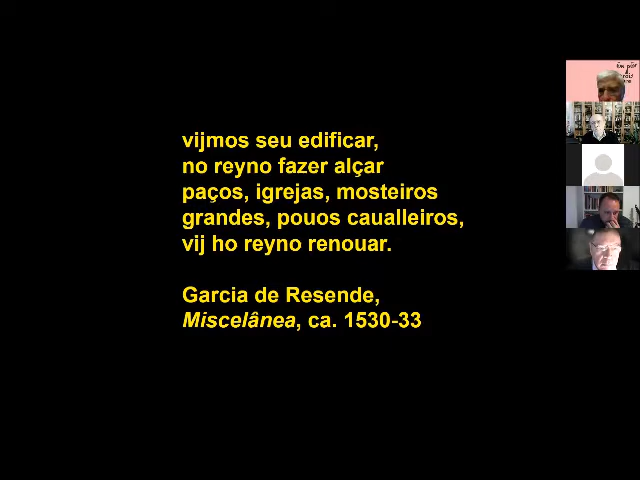 vijmos seu edificar,
no reyno fazer alçar
paços, igrejas, mosteiros
grandes, pouos caualleiros,
vij ho reyno renouar.
Garcia de Resende,
Miscelânea, ca. 1530-33